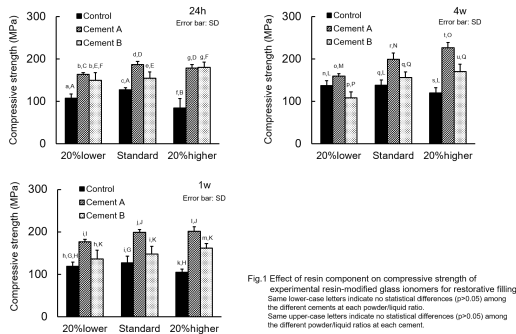 24h
Error bar: SD
Control
Cement A
Cement B
Compressive strength (MPa)
300
200
100
0
a,A
b,C
b,E,F
c,A
d,D
e,E
f,B
g,D
g,F
20%lower
Standard
20%higher
4w
Error bar: SD
Control
Cement A
Cement B
Compressive strength (MPa)
300
200
100
0
n,L
o,M
p,P
q,L
r,N
q,Q
s,L
t,O
u,Q
20%lower
Standard
20%higher
1w
Error bar: SD
Control
Cement A
Cement B
Compressive strength (MPa)
300
200
100
0
h,G,H
i,I
h,K
i,G
j,J
i,K
k,H
l,J
m,K
20%lower
Standard
20%higher
Fig.1 Effect of resin component on compressive strength of
experimental resin-modified glass ionomers for restorative filling
Same lower-case letters indicate no statistical differences (p>0.05) among
the different cements at each powder/liquid ratio.
Same upper-case letters indicate no statistical differences (p>0.05) among
the different powder/liquid ratios at each cement.